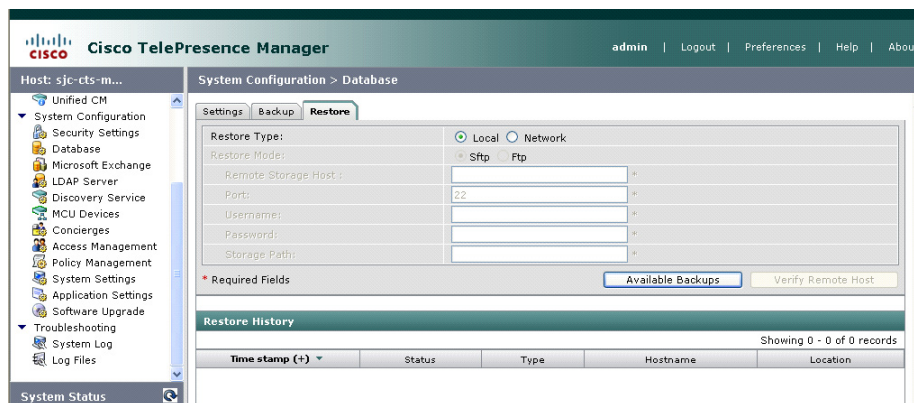 CISCO Cisco TelePresence Manager
admin | Logout | Preferences | Help | Abou
Host: sjc-cts-m...
Unified CM
System Configuration
Security Settings
Database
Microsoft Exchange
LDAP Server
Discovery Service
MCU Devices
Concierges
Access Management
Policy Management
System Settings
Application Settings
Software Upgrade
Troubleshooting
System Log
Log Files
System Status
System Configuration > Database
Settings Backup Restore
Restore Type: Local Network
Restore Mode: Sftp Ftp
Remote Storage Host : *
Port: 22 *
Username: *
Password: *
Storage Path: *
* Required Fields Available Backups Verify Remote Host
Restore History
Showing 0 - 0 of 0 records
Time stamp (+) Status Type Hostname Location